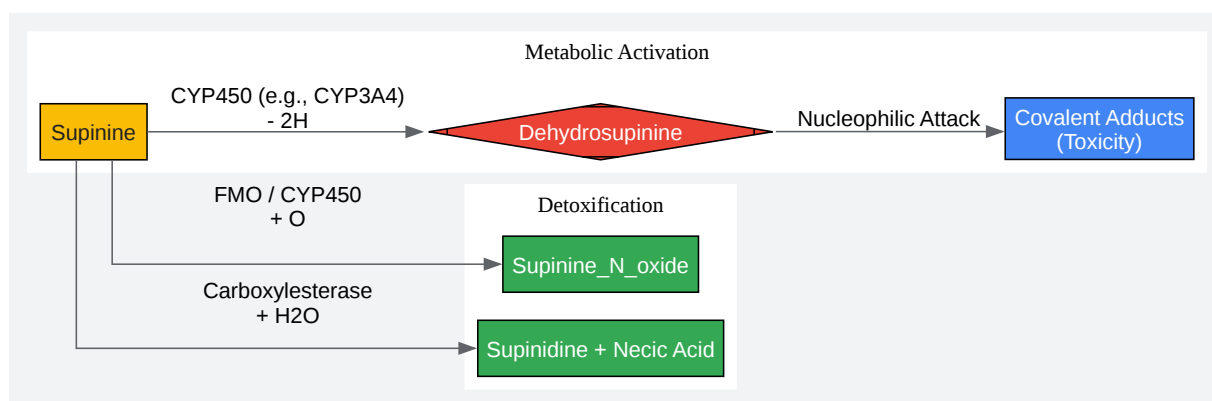 Metabolic Activation
CYP450 (e.g., CYP3A4)
- 2H
Supinine
Dehydrosupinine
Nucleophilic Attack
Covalent Adducts
(Toxicity)
FMO / CYP450
+ O
Detoxification
Supinine_N_oxide
Carboxylesterase
+ H2O
Supinidine + Necic Acid